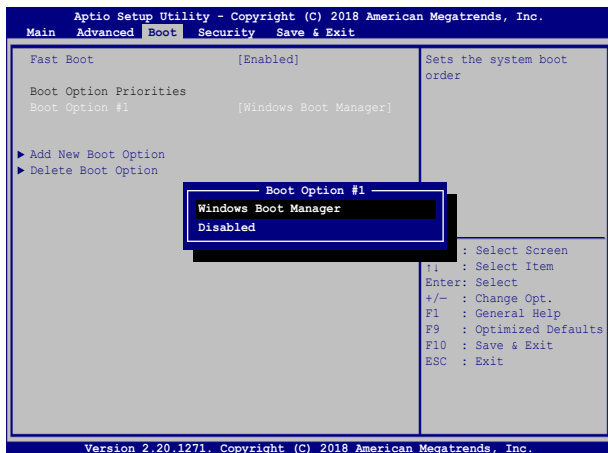 Aptio Setup Utility - Copyright (C) 2018 American Megatrends, Inc.
Main Advanced Boot Security Save & Exit
Fast Boot [Enabled]
Boot Option Priorities
Boot Option #1 [Windows Boot Manager]
► Add New Boot Option
► Delete Boot Option
Boot Option #1
Windows Boot Manager
Disabled
Sets the system boot
order
: Select Screen
↑↓ : Select Item
Enter: Select
+/— : Change Opt.
F1 : General Help
F9 : Optimized Defaults
F10 : Save & Exit
ESC : Exit
Version 2.20.1271. Copyright (C) 2018 American Megatrends, Inc.